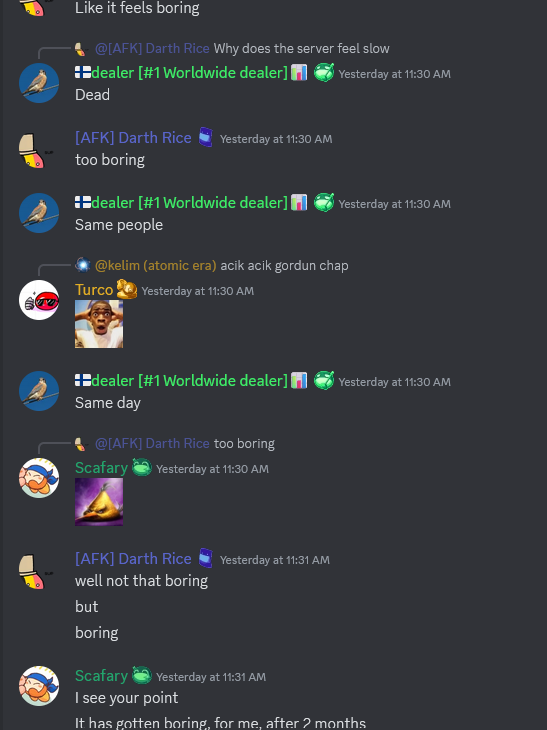 Like it feels boring
@[AFK] Darth Rice Why does the server feel slow
dealer [#1 Worldwide dealer] Yesterday at 11:30 AM
Dead
[AFK] Darth Rice Yesterday at 11:30 AM
too boring
dealer [#1 Worldwide dealer] Yesterday at 11:30 AM
Same people
@kelim (atomic era) acik acik gordun chap
Turco Yesterday at 11:30 AM
dealer [#1 Worldwide dealer] Yesterday at 11:30 AM
Same day
@[AFK] Darth Rice too boring
Scafary Yesterday at 11:30 AM
[AFK] Darth Rice Yesterday at 11:31 AM
well not that boring
but
boring
Scafary Yesterday at 11:31 AM
I see your point
It has gotten boring, for me, after 2 months